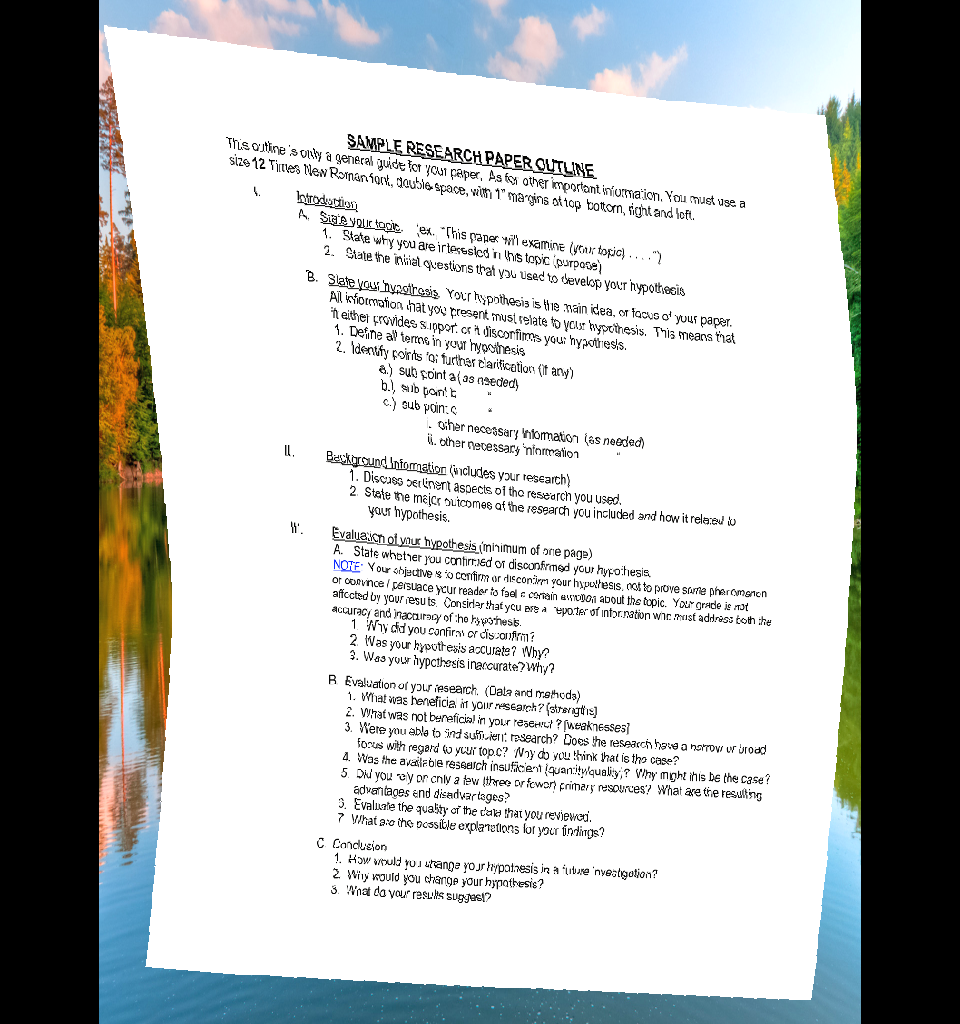 SAMPLE RESEARCH PAPER OUTLINE
This outline is only a general guide for your paper. As for other important information, You must use a
size 12 Times New Roman font, double-space, with 1" margins at top, bottom, right and left.
I. Introduction
A. State your topic. (ex. "This paper will examine (your topic) . . . .")
1. State why you are interested in this topic (purpose)
2. State the initial questions that you used to develop your hypothesis
B. State your hypothesis. Your hypothesis is the main idea, or focus of your paper.
All information that you present must relate to your hypothesis. This means that
it either provides support or it disconfirms your hypothesis.
1. Define all terms in your hypothesis
2. Identify points for further clarification (if any)
a.) sub point a (as needed)
b.) sub point b "
c.) sub point c "
i. other necessary information (as needed)
ii. other necessary information "
II. Background Information (includes your research)
1. Discuss pertinent aspects of the research you used.
2. State the major outcomes of the research you included and how it related to
your hypothesis.
III. Evaluation of your hypothesis (minimum of one page)
A. State whether you confirmed or disconfirmed your hypothesis.
NOTE: Your objective is to confirm or disconfirm your hypothesis, not to prove some phenomenon
or convince / persuade your reader to feel a certain emotion about the topic. Your grade is not
affected by your results. Consider that you are a reporter of information who must address both the
accuracy and inaccuracy of the hypothesis.
1. Why did you confirm or disconfirm?
2. Was your hypothesis accurate? Why?
3. Was your hypothesis inaccurate? Why?
B. Evaluation of your research. (Data and methods)
1. What was beneficial in your research? [strengths]
2. What was not beneficial in your research? [weaknesses]
3. Were you able to find sufficient research? Does the research have a narrow or broad
focus with regard to your topic? Why do you think that is the case?
4. Was the available research insufficient (quantity/quality)? Why might this be the case?
5. Did you rely on only a few (three or fewer) primary resources? What are the resulting
advantages and disadvantages?
6. Evaluate the quality of the data that you reviewed.
7. What are the possible explanations for your findings?
C. Conclusion
1. How would you change your hypothesis in a future investigation?
2. Why would you change your hypothesis?
3. What do your results suggest?